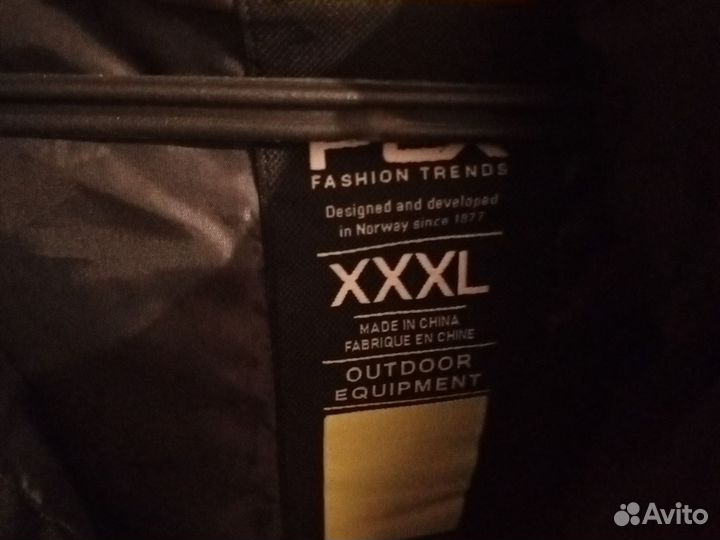 FASHION TRENDS
Designed and developed
in Norway since 1877
XXXL
MADE IN CHINA
FABRIQUE EN CHINE
OUTDOOR
EQUIPMENT
Avito